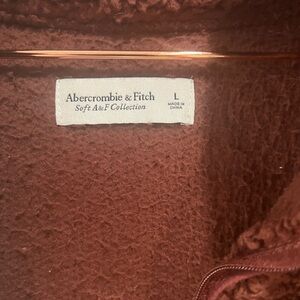 Abercrombie & Fitch
Soft A&F Collection
L
MADE IN
CHINA